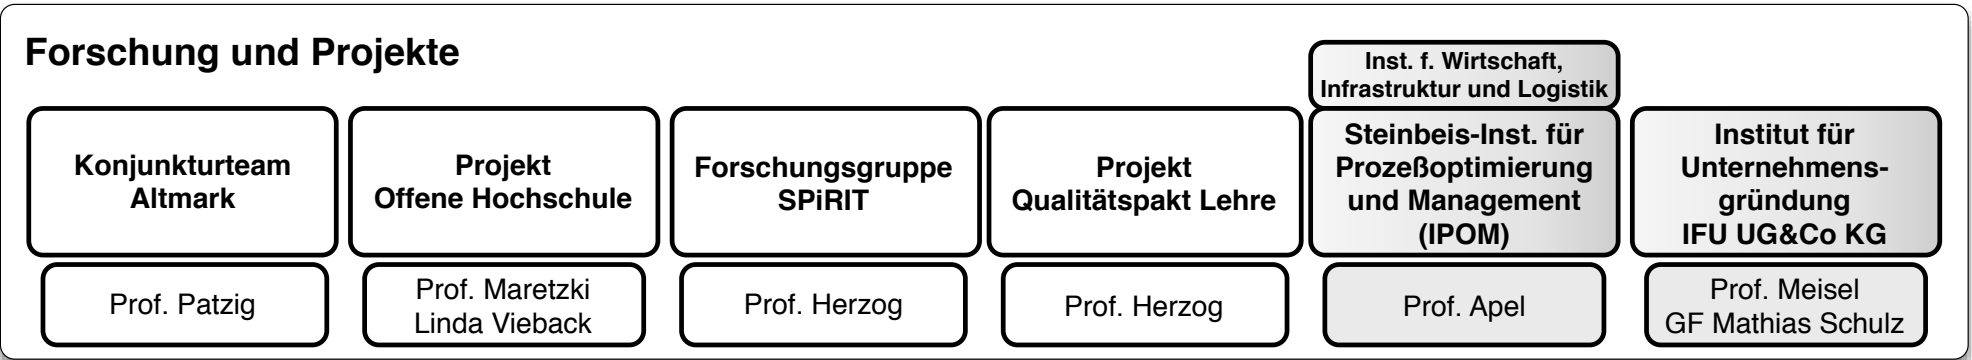 Forschung und Projekte
Konjunkturteam
Altmark
Prof. Patzig
Projekt
Offene Hochschule
Prof. Maretzki
Linda Vieback
Forschungsgruppe
SPiRIT
Prof. Herzog
Projekt
Qualitätspakt Lehre
Prof. Herzog
Inst. f. Wirtschaft,
Infrastruktur und Logistik
Steinbeis-Inst. für
Prozeßoptimierung
und Management
(IPOM)
Prof. Apel
Institut für
Unternehmens-
gründung
IFU UG&Co KG
Prof. Meisel
GF Mathias Schulz